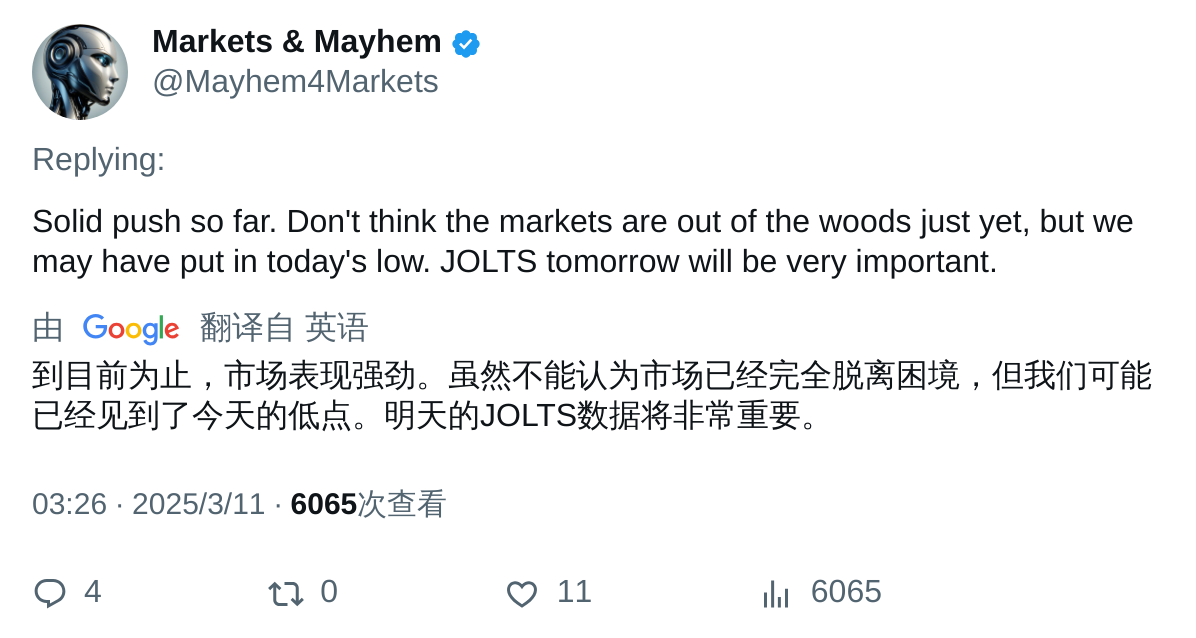 Markets & Mayhem
@Mayhem4Markets
Replying:
Solid push so far. Don't think the markets are out of the woods just yet, but we
may have put in today's low. JOLTS tomorrow will be very important.
由 Google 翻译自 英语
到目前为止，市场表现强劲。虽然不能认为市场已经完全脱离困境，但我们可能
已经见到了今天的低点。明天的JOLTS数据将非常重要。
03:26 · 2025/3/11 · 6065次查看
4 0 11 6065